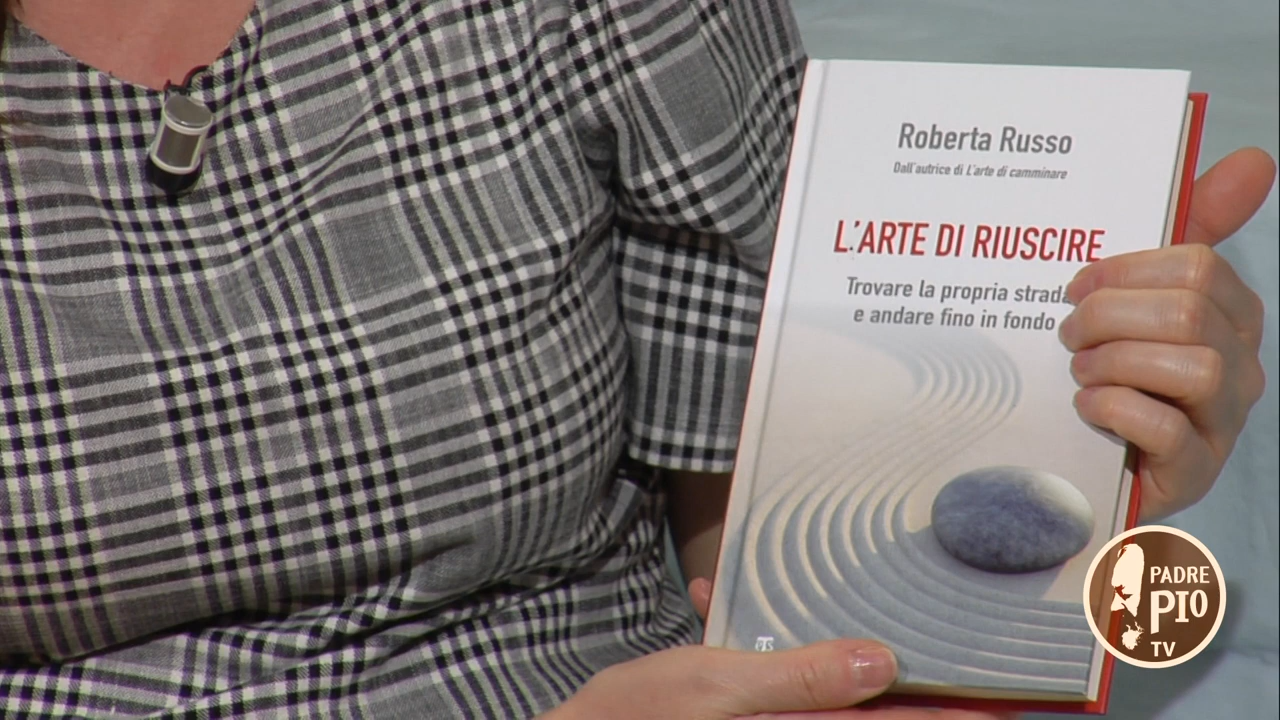 Roberta Russo
Dall'autrice di L'arte di camminare
L'ARTE DI RIUSCIRE
Trovare la propria strada
e andare fino in fondo
TS
PADRE
PIO
TV